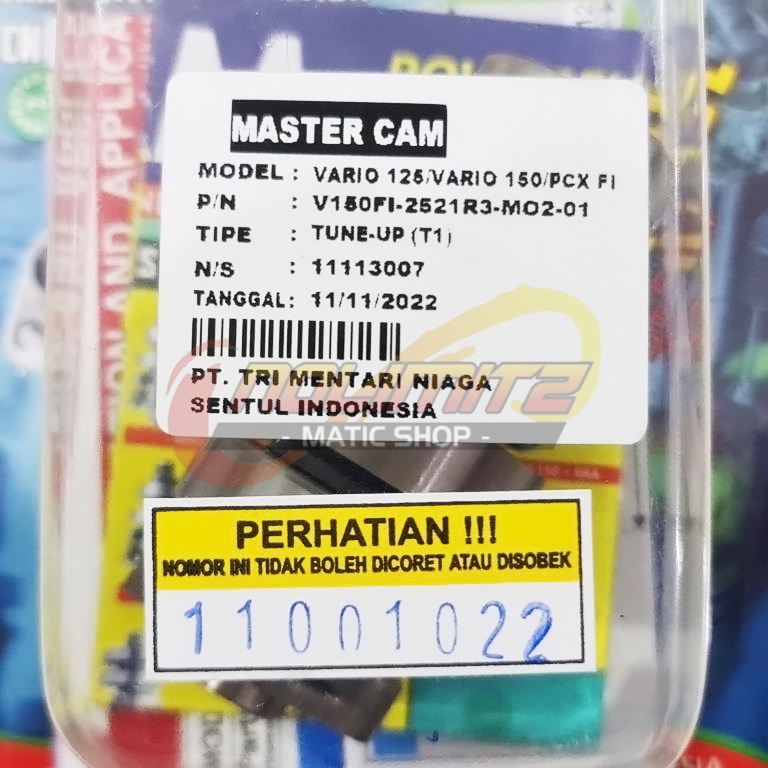 MASTER CAM
MODEL : VARIO 125/VARIO 150/PCX FI
P/N : V150FI-2521R3-MO2-01
TIPE : TUNE-UP (T1)
N/S : 11113007
TANGGAL: 11/11/2022
PT. TRI MENTARI NIAGA
SENTUL INDONESIA
NOLIMITZ
- MATIC SHOP -
PERHATIAN !!!
NOMOR INI TIDAK BOLEH DICORET ATAU DISOBEK
11001022